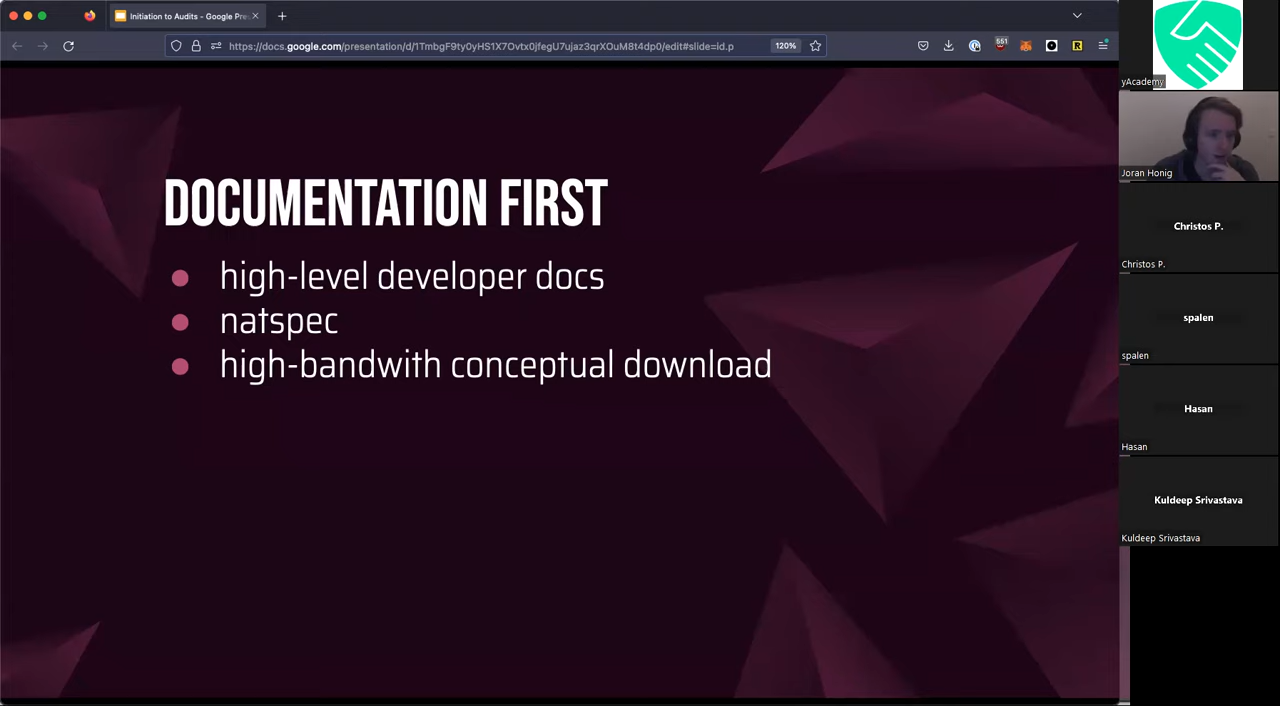 Initiation to Audits - Google Pre
https://docs.google.com/presentation/d/1TmbgF9ty0yHS1X7Ovtx0jfegU7ujaz3qrXOuM8t4dp0/edit#slide=id.p
120%
551
R
DOCUMENTATION FIRST
high-level developer docs
natspec
high-bandwith conceptual download
yAcademy
Joran Honig
Christos P.
Christos P.
spalen
spalen
Hasan
Hasan
Kuldeep Srivastava
Kuldeep Srivastava